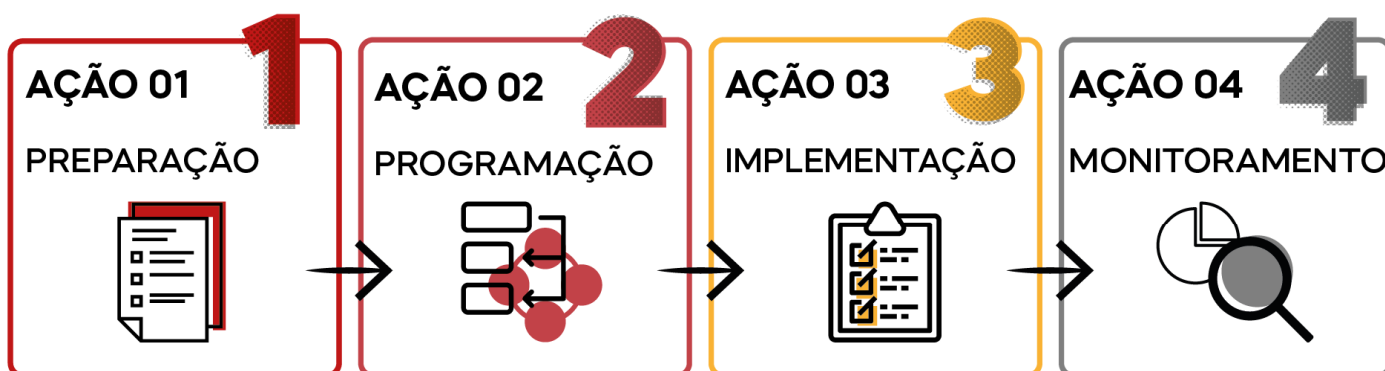 1
AÇÃO 01
PREPARAÇÃO
2
AÇÃO 02
PROGRAMAÇÃO
3
AÇÃO 03
IMPLEMENTAÇÃO
4
AÇÃO 04
MONITORAMENTO